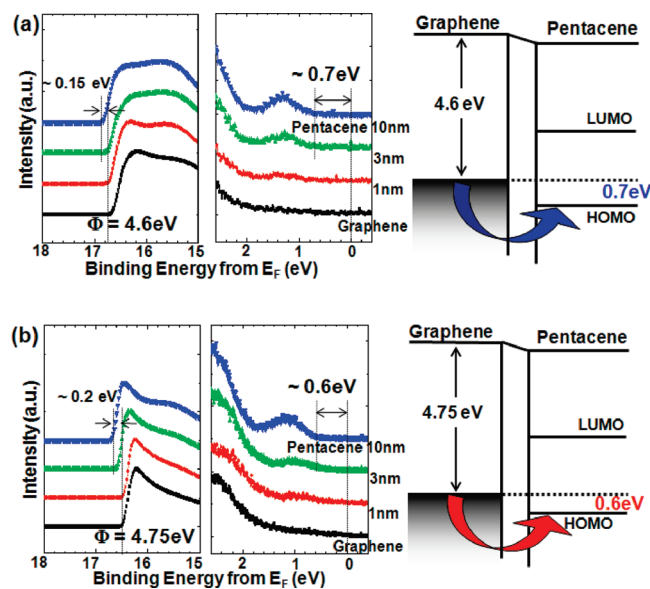 (a)
Intensity (a.u.)
~ 0.15 eV
Φ = 4.6eV
18 17 16 15
Binding Energy from EF (eV)
~ 0.7eV
Pentacene 10nm
3nm
1nm
Graphene
2 1 0
Graphene
Pentacene
4.6 eV
LUMO
0.7eV
HOMO
(b)
Intensity (a.u.)
~ 0.2 eV
Φ = 4.75eV
18 17 16 15
Binding Energy from EF (eV)
~ 0.6eV
Pentacene 10nm
3nm
1nm
Graphene
2 1 0
Graphene
Pentacene
4.75 eV
LUMO
0.6eV
HOMO